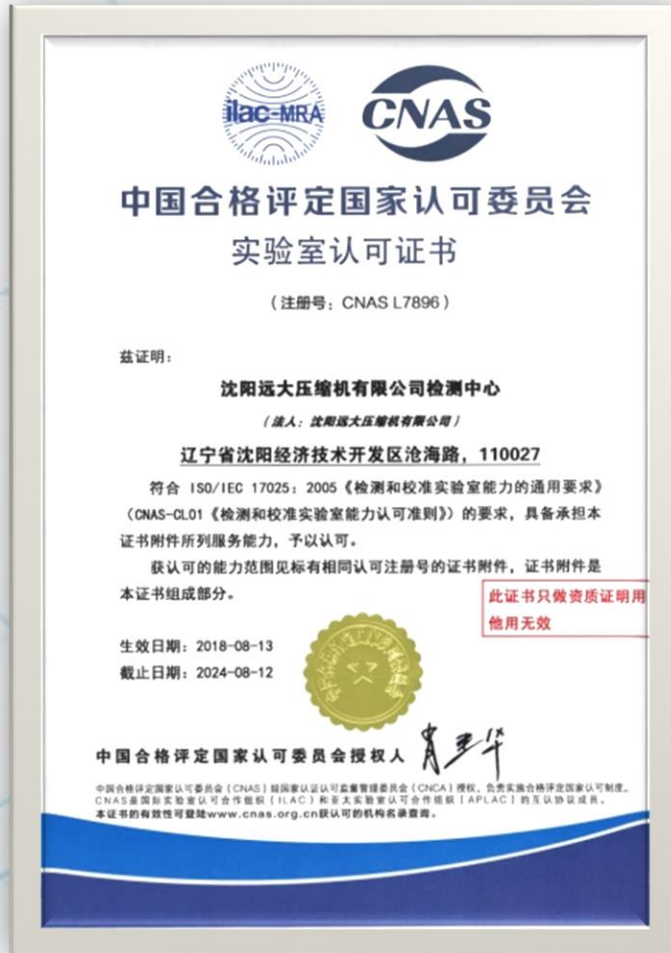 ilac-MRA
CNAS
中国合格评定国家认可委员会
实验室认可证书
（注册号：CNAS L7896）
兹证明：
沈阳远大压缩机有限公司检测中心
（法人：沈阳远大压缩机有限公司）
辽宁省沈阳经济技术开发区沧海路，110027
符合 ISO/IEC 17025：2005《检测和校准实验室能力的通用要求》
（CNAS-CL01《检测和校准实验室能力认可准则》）的要求，具备承担本
证书附件所列服务能力，予以认可。
获认可的能力范围见标有相同认可注册号的证书附件，证书附件是
本证书组成部分。
此证书只做资质证明用
他用无效
生效日期：2018-08-13
截止日期：2024-08-12
中国合格评定国家认可委员会授权人
中国合格评定国家认可委员会（CNAS）经国家认证认可监督管理委员会（CNCA）授权，负责实施合格评定国家认可制度。
CNAS是国际实验室认可合作组织（ILAC）和亚太实验室认可合作组织（APLAC）的互认协议成员。
本证书的有效性可登陆www.cnas.org.cn获认可的机构名录查询。